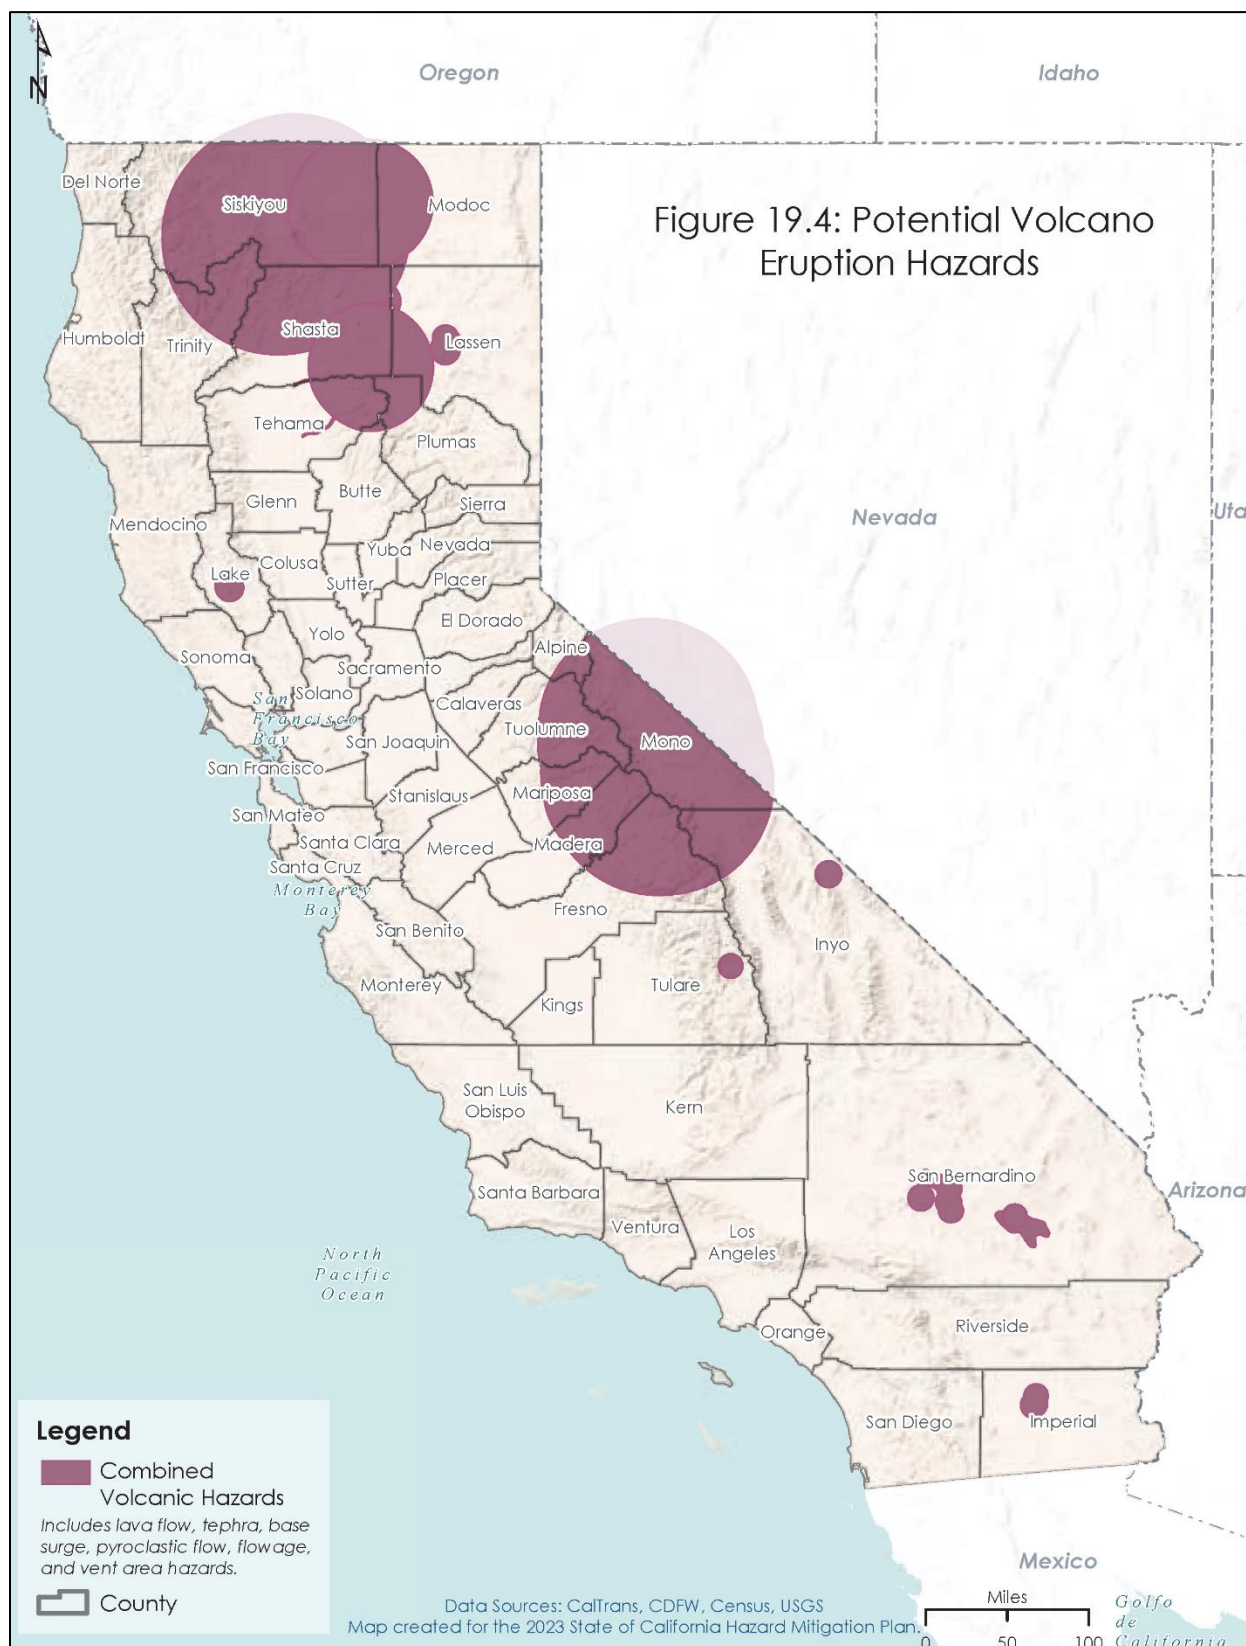 N
Oregon
Idaho
Figure 19.4: Potential Volcano
Eruption Hazards
Del Norte
Siskiyou
Modoc
Humboldt
Trinity
Shasta
Lassen
Tehama
Plumas
Glenn
Butte
Sierra
Mendocino
Nevada
Uta
Colusa
Yuba
Nevada
Lake
Sutter
Placer
El Dorado
Yolo
Sonoma
Sacramento
Alpine
San
Francisco
Bay
Solano
Calaveras
Tuolumne
Mono
San Joaquin
San Francisco
Stanislaus
Mariposa
San Mateo
Santa Clara
Merced
Madera
Santa Cruz
Monterey
Bay
Fresno
San Benito
Inyo
Monterey
Kings
Tulare
San Luis
Obispo
Kern
San Bernardino
Arizona
Santa Barbara
Ventura
Los
Angeles
North
Pacific
Ocean
Orange
Riverside
San Diego
Imperial
Legend
Combined
Volcanic Hazards
Includes lava flow, tephra, base
surge, pyroclastic flow, flowage,
and vent area hazards.
County
Mexico
Data Sources: CalTrans, CDFW, Census, USGS
Map created for the 2023 State of California Hazard Mitigation Plan.
Miles
0 50 100
Golfo
de
California